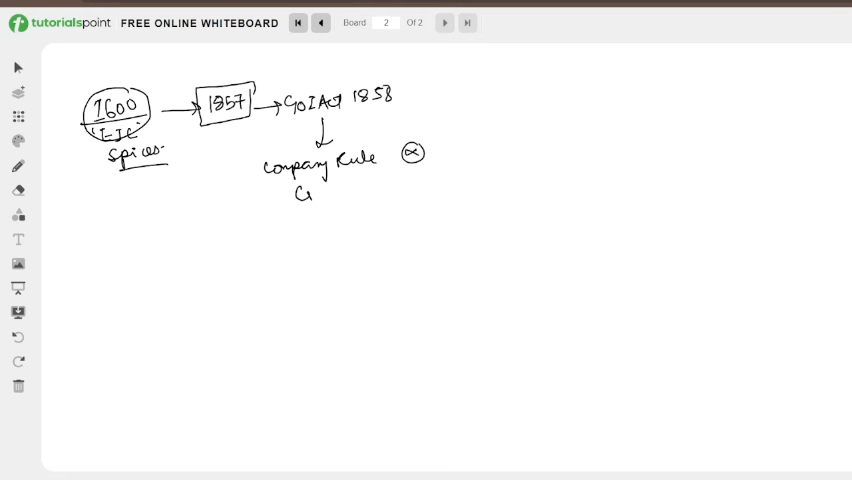 tutorialspoint FREE ONLINE WHITEBOARD Board 2 Of 2
1600 1857 GOI Act 1858
Spices
Company Rule
T